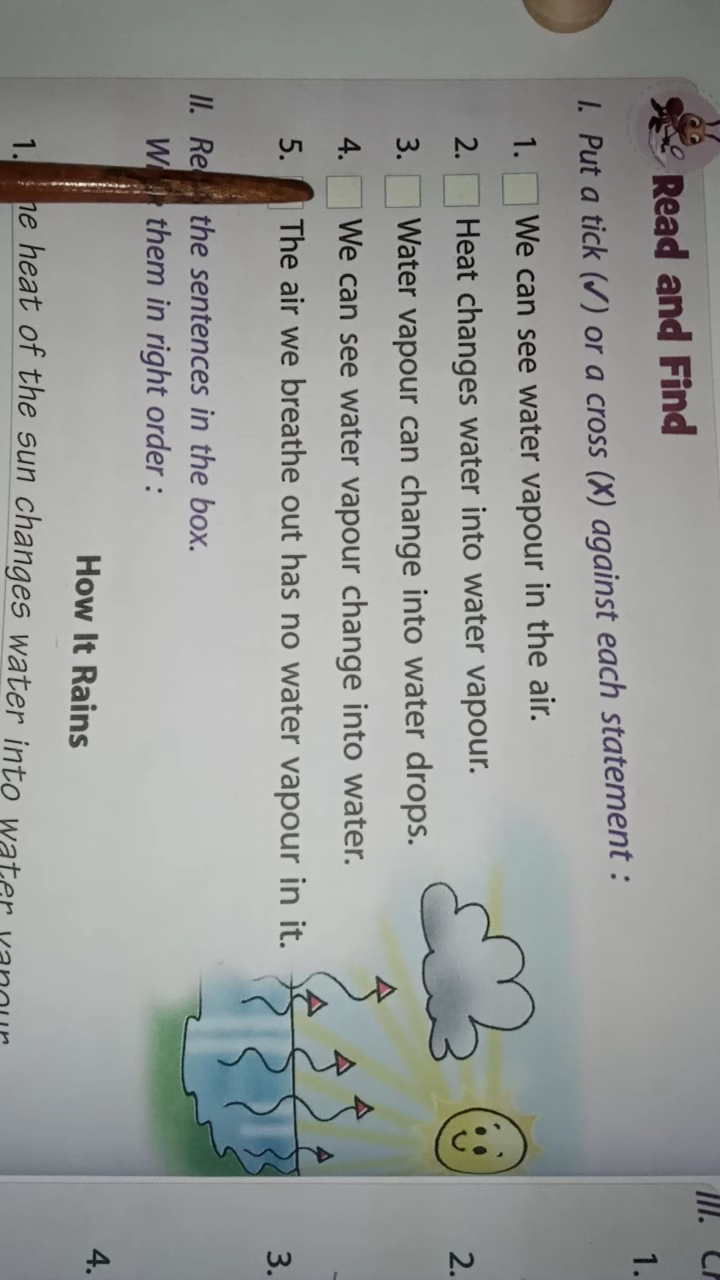 Read and Find
I. Put a tick (✓) or a cross (X) against each statement :
1. We can see water vapour in the air.
2. Heat changes water into water vapour.
3. Water vapour can change into water drops.
4. We can see water vapour change into water.
5. The air we breathe out has no water vapour in it.
II. the sentences in the box.
them in right order :
How It Rains
1. heat of the sun changes water into water vapour
III.
1.
2.
3.
4.